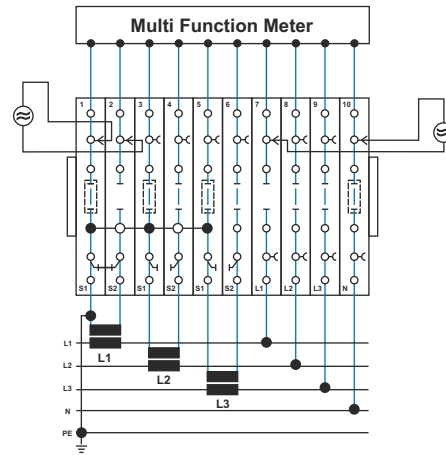 Multi Function Meter
1 2 3 4 5 6 7 8 9 10
S1 S2 S1 S2 S1 S2 L1 L2 L3 N
L1
L1
L2
L2
L3
L3
N
PE